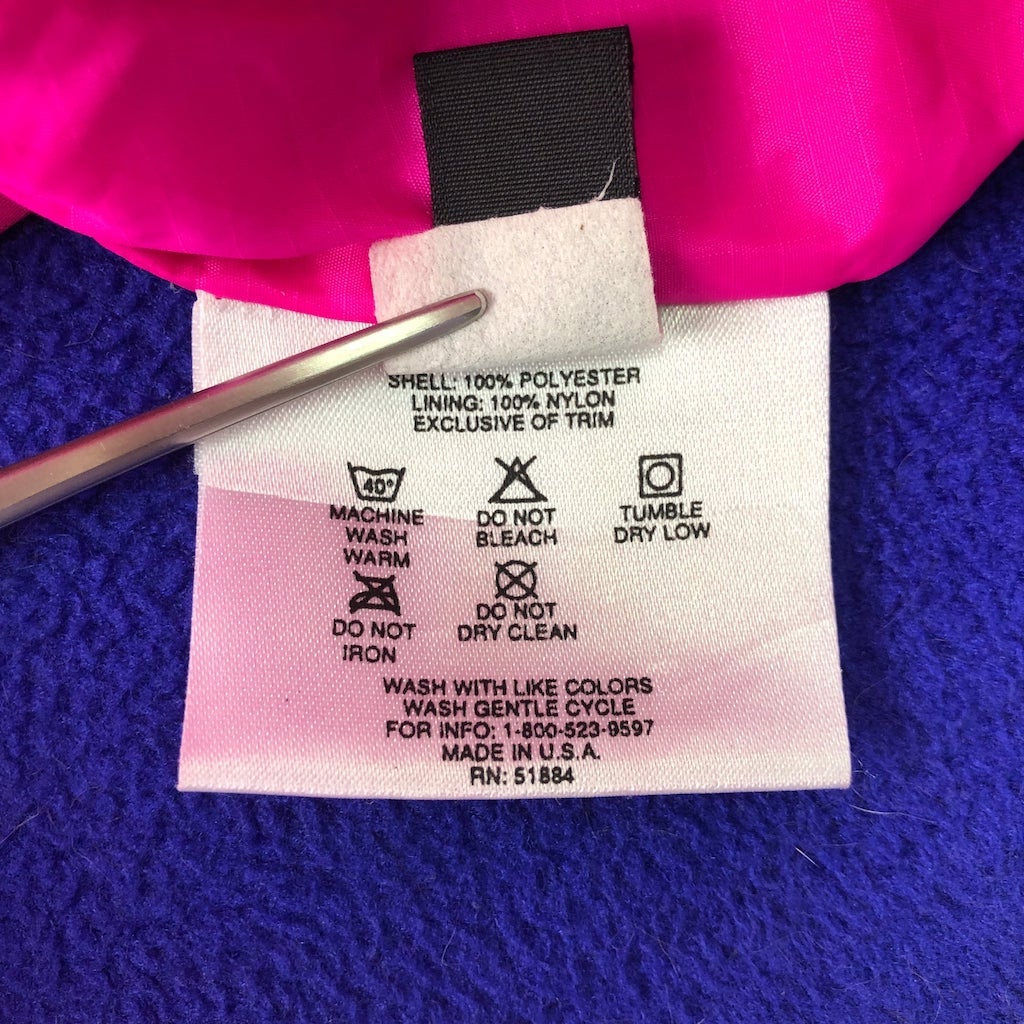 SHELL: 100% POLYESTER
LINING: 100% NYLON
EXCLUSIVE OF TRIM
40°
MACHINE
WASH
WARM
DO NOT
BLEACH
TUMBLE
DRY LOW
DO NOT
IRON
DO NOT
DRY CLEAN
WASH WITH LIKE COLORS
WASH GENTLE CYCLE
FOR INFO: 1-800-523-9597
MADE IN U.S.A.
RN: 51884